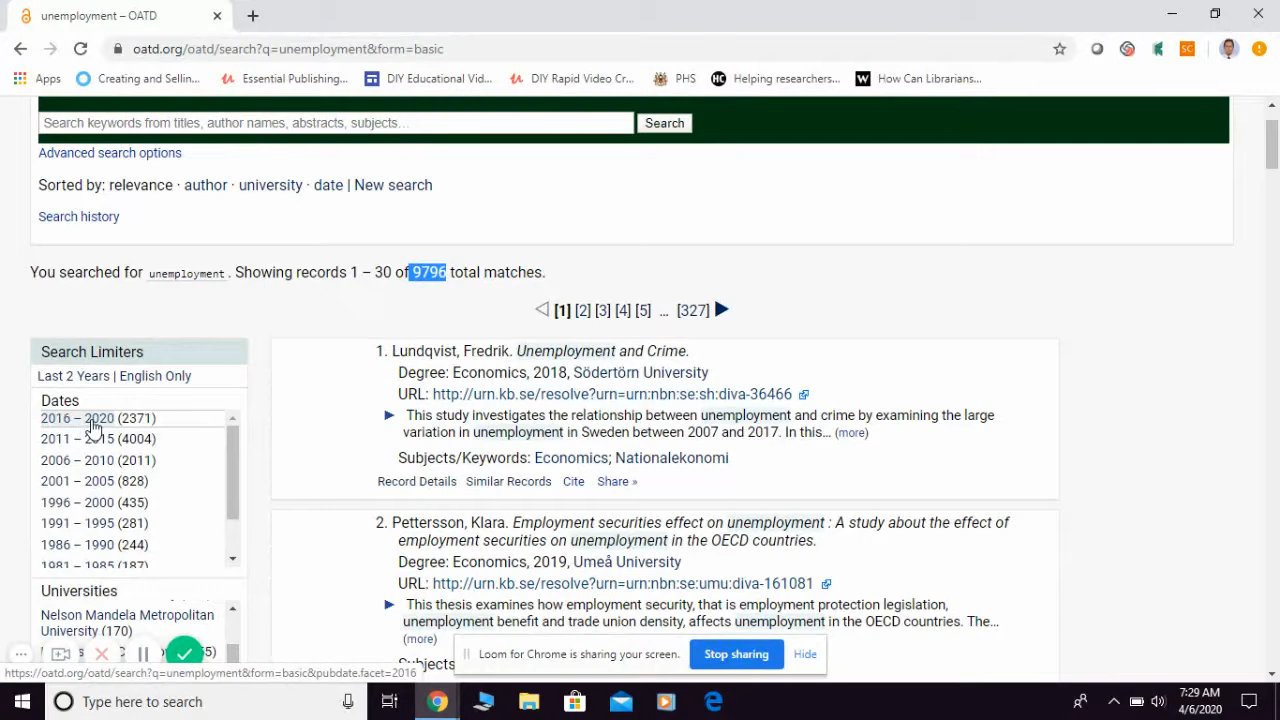 unemployment – OATD
oatd.org/oatd/search?q=unemployment&form=basic
Apps Creating and Sellin... Essential Publishing... DIY Educational Vid... DIY Rapid Video Cr... PHS HC Helping researchers... W How Can Librarians...
Search keywords from titles, author names, abstracts, subjects… Search
Advanced search options
Sorted by: relevance · author · university · date | New search
Search history
You searched for unemployment. Showing records 1 – 30 of 9796 total matches.
[1] [2] [3] [4] [5] … [327]
Search Limiters
Last 2 Years | English Only
Dates
2016 – 2020 (2371)
2011 – 2015 (4004)
2006 – 2010 (2011)
2001 – 2005 (828)
1996 – 2000 (435)
1991 – 1995 (281)
1986 – 1990 (244)
1981 – 1985 (187)
Universities
Nelson Mandela Metropolitan
University (170)
1. Lundqvist, Fredrik. Unemployment and Crime.
Degree: Economics, 2018, Södertörn University
URL: http://urn.kb.se/resolve?urn=urn:nbn:se:sh:diva-36466
This study investigates the relationship between unemployment and crime by examining the large
variation in unemployment in Sweden between 2007 and 2017. In this… (more)
Subjects/Keywords: Economics; Nationalekonomi
Record Details Similar Records Cite Share »
2. Pettersson, Klara. Employment securities effect on unemployment : A study about the effect of
employment securities on unemployment in the OECD countries.
Degree: Economics, 2019, Umeå University
URL: http://urn.kb.se/resolve?urn=urn:nbn:se:umu:diva-161081
This thesis examines how employment security, that is employment protection legislation,
unemployment benefit and trade union density, affects unemployment in the OECD countries. The…
(more)
Loom for Chrome is sharing your screen. Stop sharing Hide
https://oatd.org/oatd/search?q=unemployment&form=basic&pubdate.facet=2016
Type here to search
7:29 AM
4/6/2020